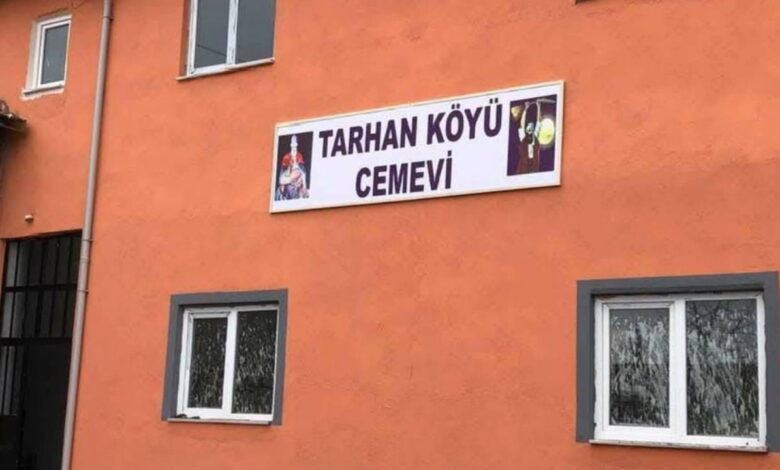 TARHAN KÖYÜ
CEMEVİ